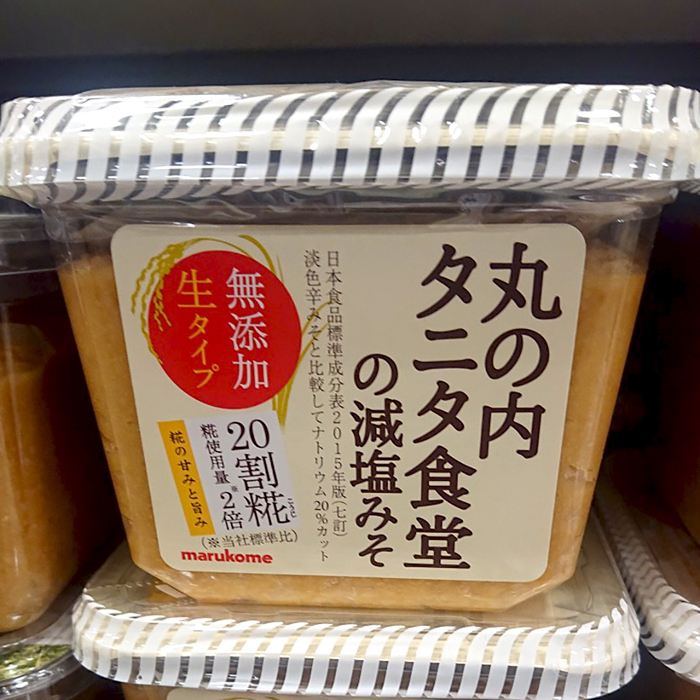 丸の内
タニタ食堂
の減塩みそ
日本食品標準成分表2015年版(七訂)
淡色辛みそと比較してナトリウム20%カット
無添加
生タイプ
20割糀
こうじ
糀使用量※2倍
(※当社標準比)
糀の甘みと旨み
marukome